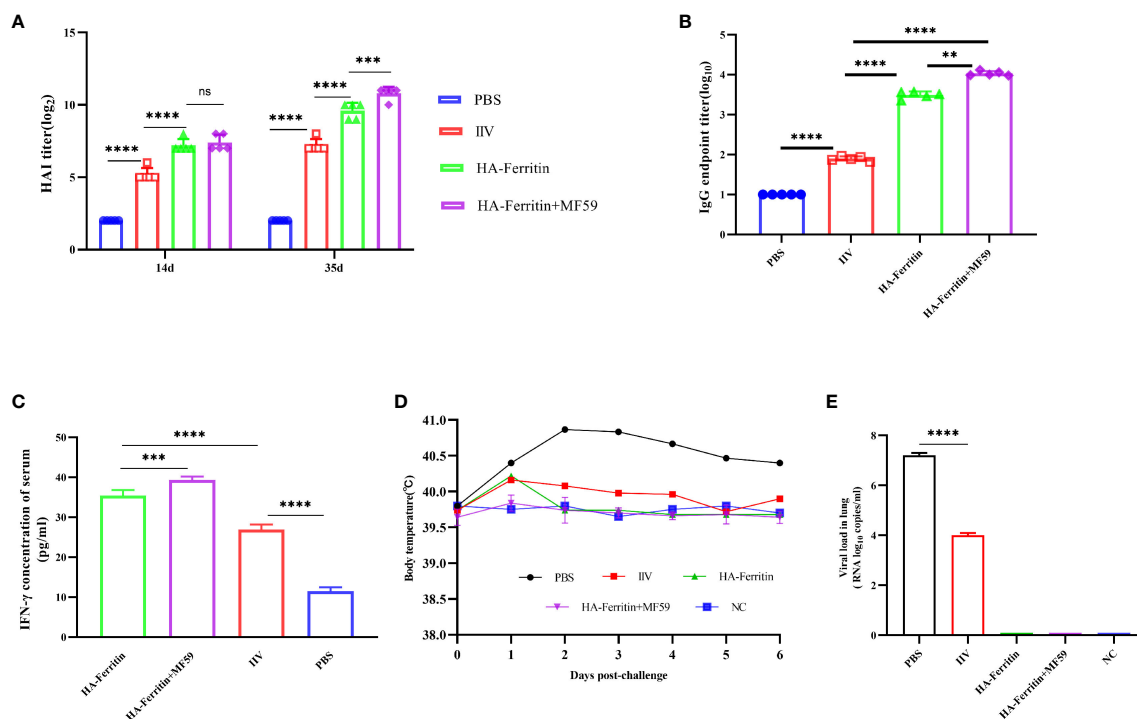 A
HAI titer(log2)
15
10
5
0
****
****
ns
****
****
***
14d
35d
PBS
IIV
HA-Ferritin
HA-Ferritin+MF59
B
IgG endpoint titer(log10)
5
4
3
2
1
0
****
****
**
****
PBS
IIV
HA-Ferritin
HA-Ferritin+MF59
C
IFN-γ concentration of serum
(pg/ml)
50
40
30
20
10
0
****
***
****
HA-Ferritin
HA-Ferritin+MF59
IIV
PBS
D
Body temperature(℃)
41.0
40.5
40.0
39.5
39.0
38.5
38.0
PBS
IIV
HA-Ferritin
HA-Ferritin+MF59
NC
0
1
2
3
4
5
6
Days post-challenge
E
Viral load in lung
( RNA log10 copies/ml)
8
6
4
2
0
****
PBS
IIV
HA-Ferritin
HA-Ferritin+MF59
NC